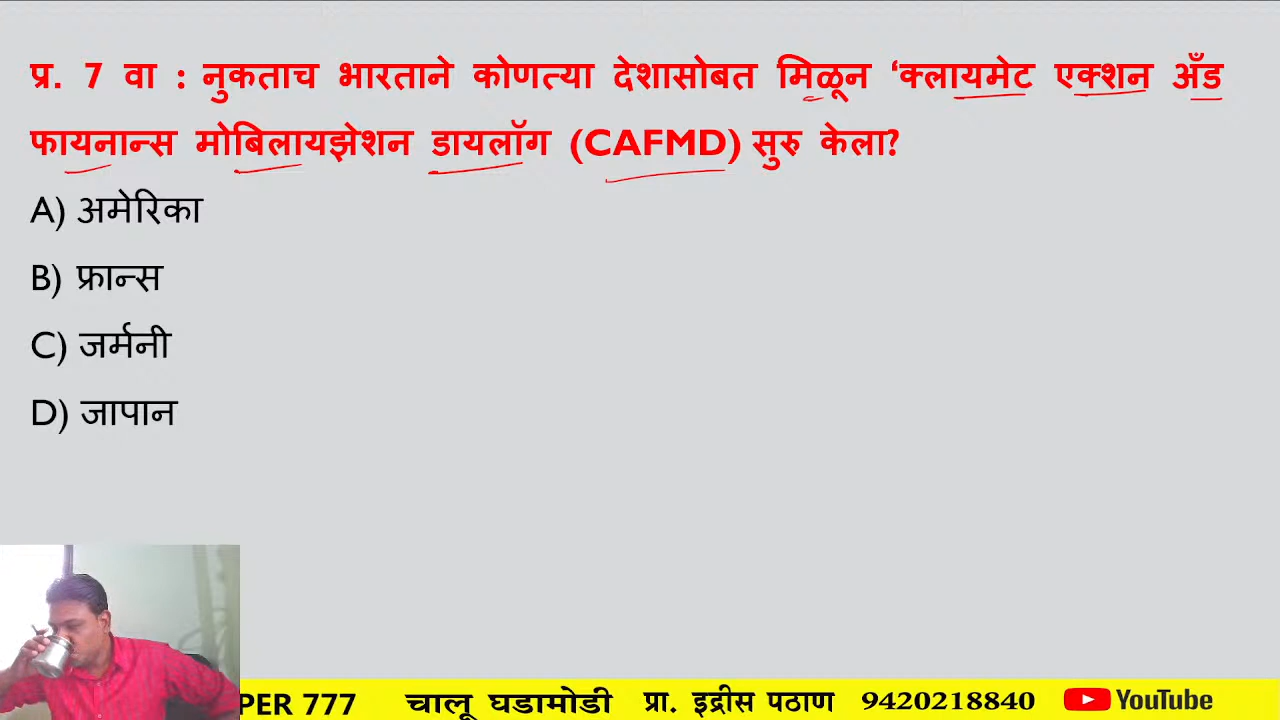 प्र. 7 वा : नुकताच भारताने कोणत्या देशासोबत मिळून ‘क्लायमेट एक्शन अँड
फायनान्स मोबिलायझेशन डायलॉग (CAFMD) सुरु केला?
A) अमेरिका
B) फ्रान्स
C) जर्मनी
D) जापान
PER 777 चालू घडामोडी प्रा. इद्रीस पठाण 9420218840 YouTube